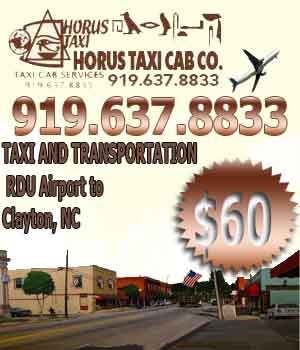 HORUS
TAXI
TAXI CAB SERVICES
919.637.8833
HORUS TAXI CAB CO.
919.637.8833
919.637.8833
TAXI AND TRANSPORTATION
RDU Airport to
Clayton, NC
$60